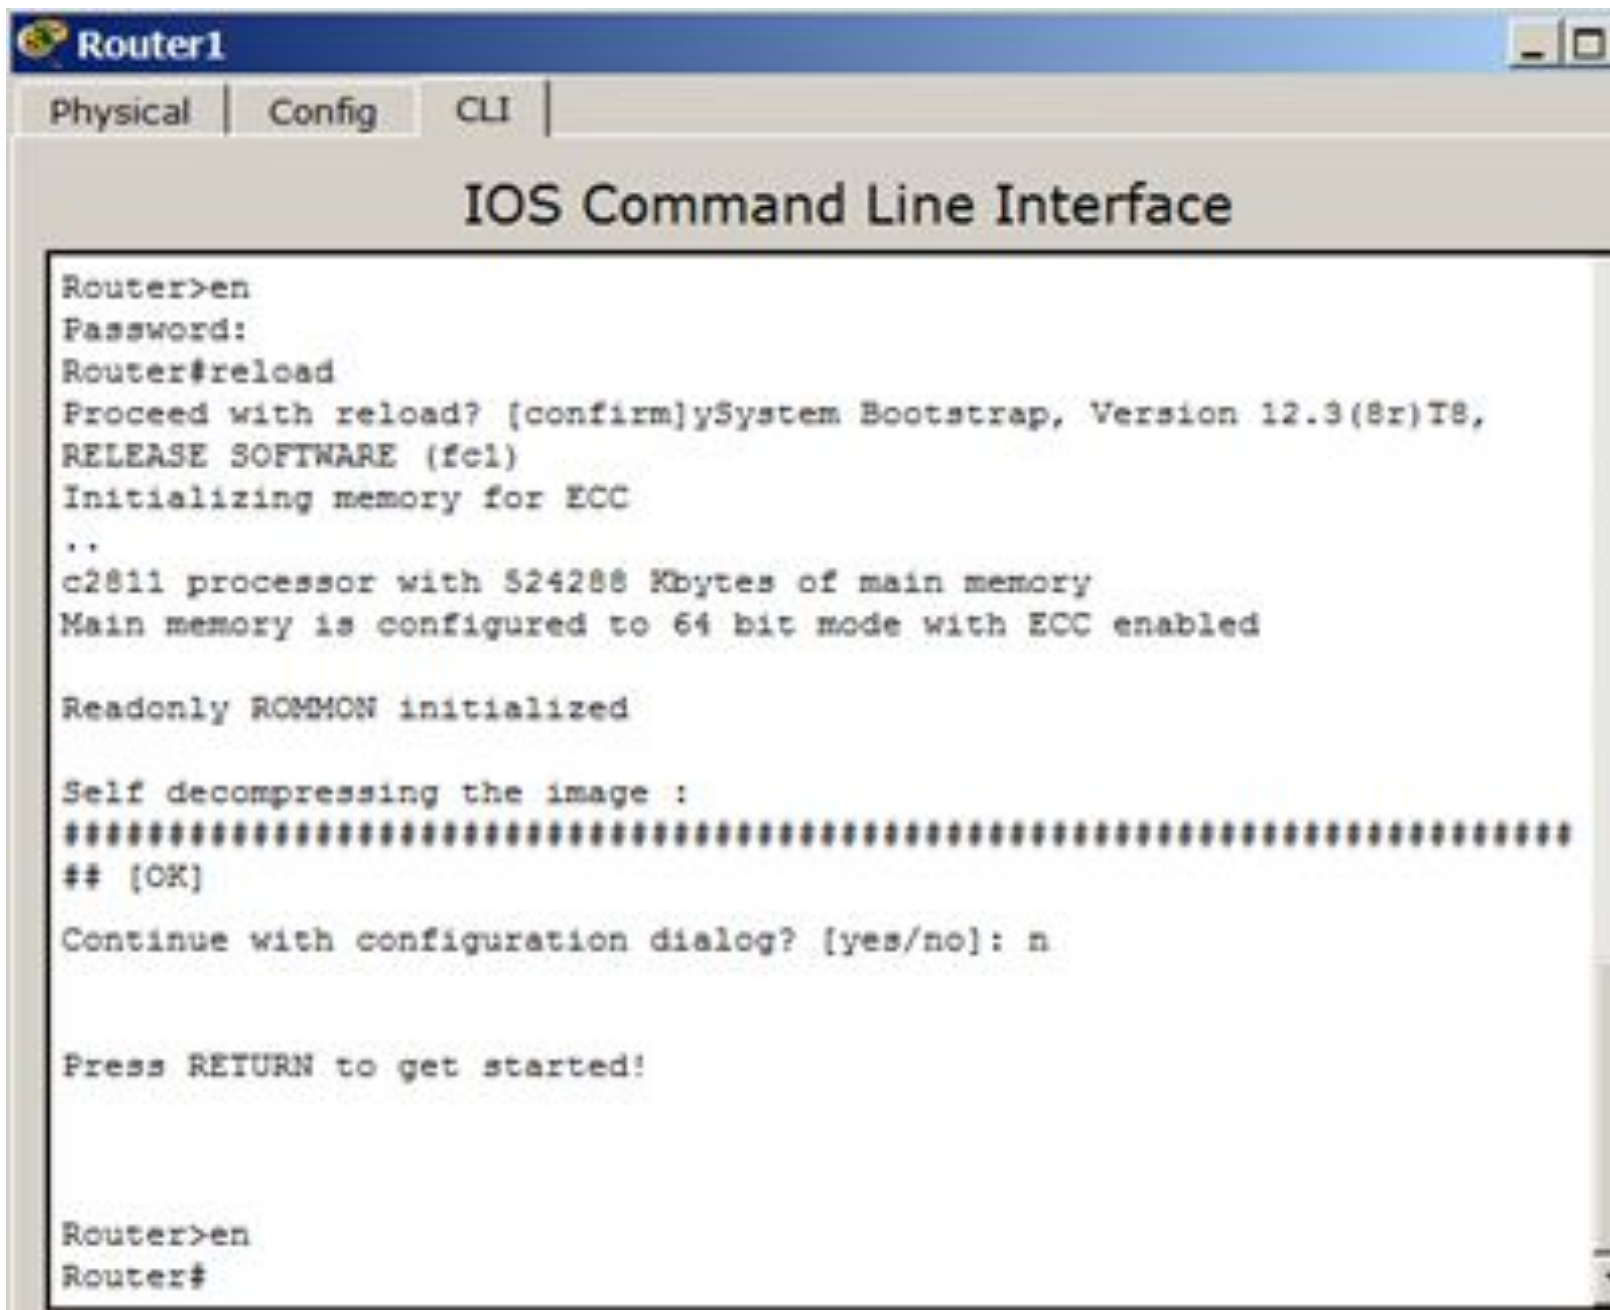 Router1
Physical Config CLI
IOS Command Line Interface
Router>en
Password:
Router#reload
Proceed with reload? [confirm]ySystem Bootstrap, Version 12.3(8r)T8,
RELEASE SOFTWARE (fc1)
Initializing memory for ECC
..
c2811 processor with 524288 Kbytes of main memory
Main memory is configured to 64 bit mode with ECC enabled
Readonly ROMMON initialized
Self decompressing the image :
########################################################################
## [OK]
Continue with configuration dialog? [yes/no]: n
Press RETURN to get started!
Router>en
Router#